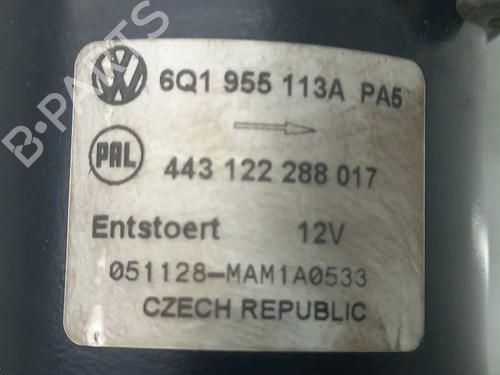 6Q1 955 113A PA5
PAL
443 122 288 017
Entstoert 12V
051128-MAM1A0533
CZECH REPUBLIC
B-PARTS